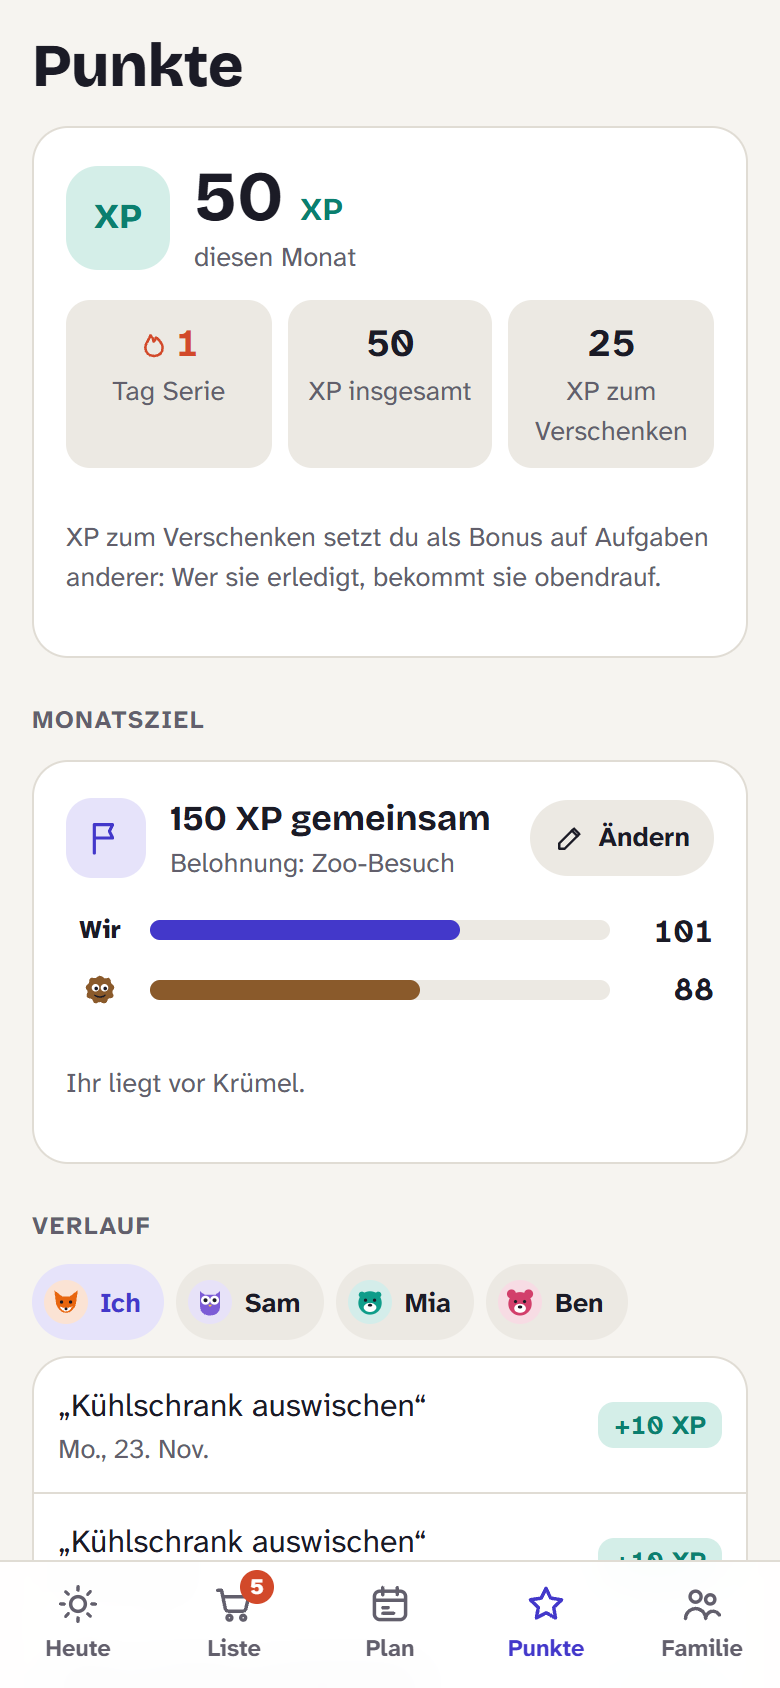 Punkte
XP
50 XP
diesen Monat
1
Tag Serie
50
XP insgesamt
25
XP zum
Verschenken
XP zum Verschenken setzt du als Bonus auf Aufgaben
anderer: Wer sie erledigt, bekommt sie obendrauf.
MONATSZIEL
150 XP gemeinsam
Belohnung: Zoo-Besuch
Ändern
Wir
101
88
Ihr liegt vor Krümel.
VERLAUF
Ich
Sam
Mia
Ben
„Kühlschrank auswischen“
Mo., 23. Nov.
+10 XP
„Kühlschrank auswischen“
+10 XP
5
Heute
Liste
Plan
Punkte
Familie